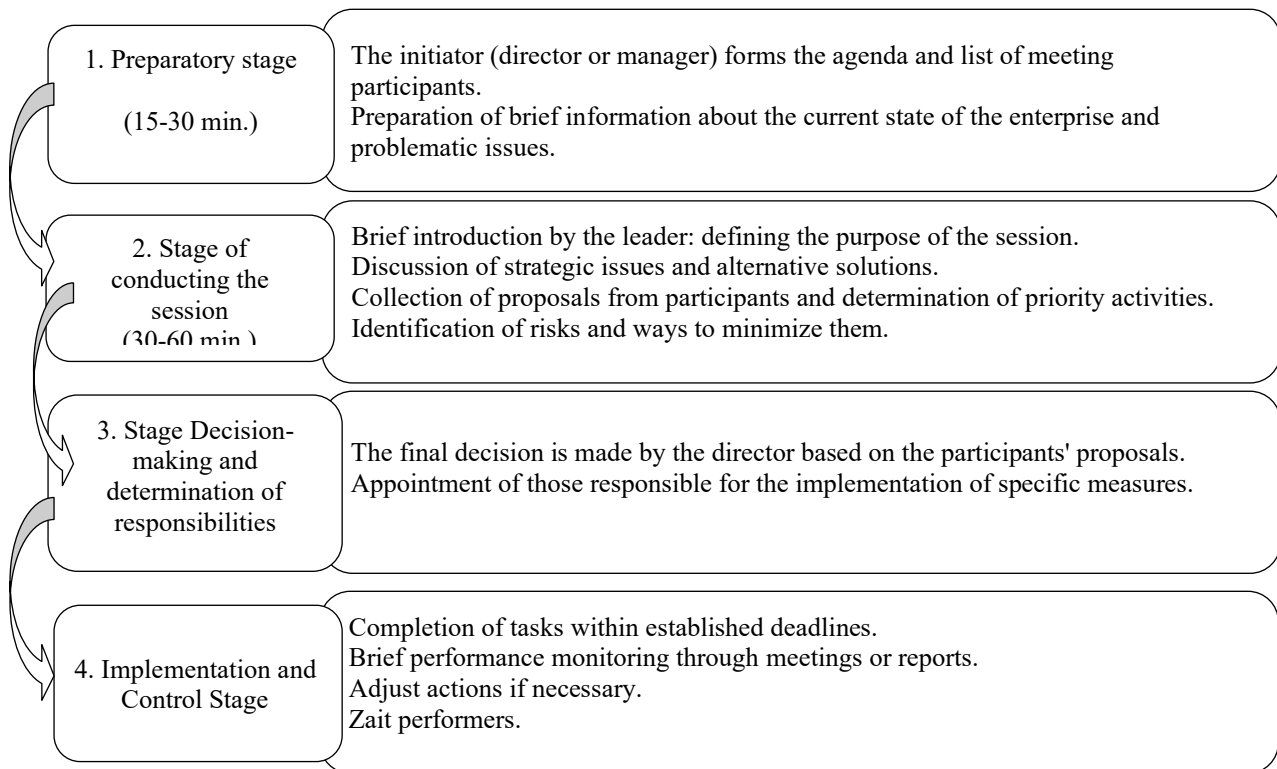 1. Preparatory stage
(15-30 min.)
The initiator (director or manager) forms the agenda and list of meeting
participants.
Preparation of brief information about the current state of the enterprise and
problematic issues.
2. Stage of
conducting the
session
(30-60 min.)
Brief introduction by the leader: defining the purpose of the session.
Discussion of strategic issues and alternative solutions.
Collection of proposals from participants and determination of priority activities.
Identification of risks and ways to minimize them.
3. Stage Decision-
making and
determination of
responsibilities
The final decision is made by the director based on the participants' proposals.
Appointment of those responsible for the implementation of specific measures.
4. Implementation and
Control Stage
Completion of tasks within established deadlines.
Brief performance monitoring through meetings or reports.
Adjust actions if necessary.
Zait performers.